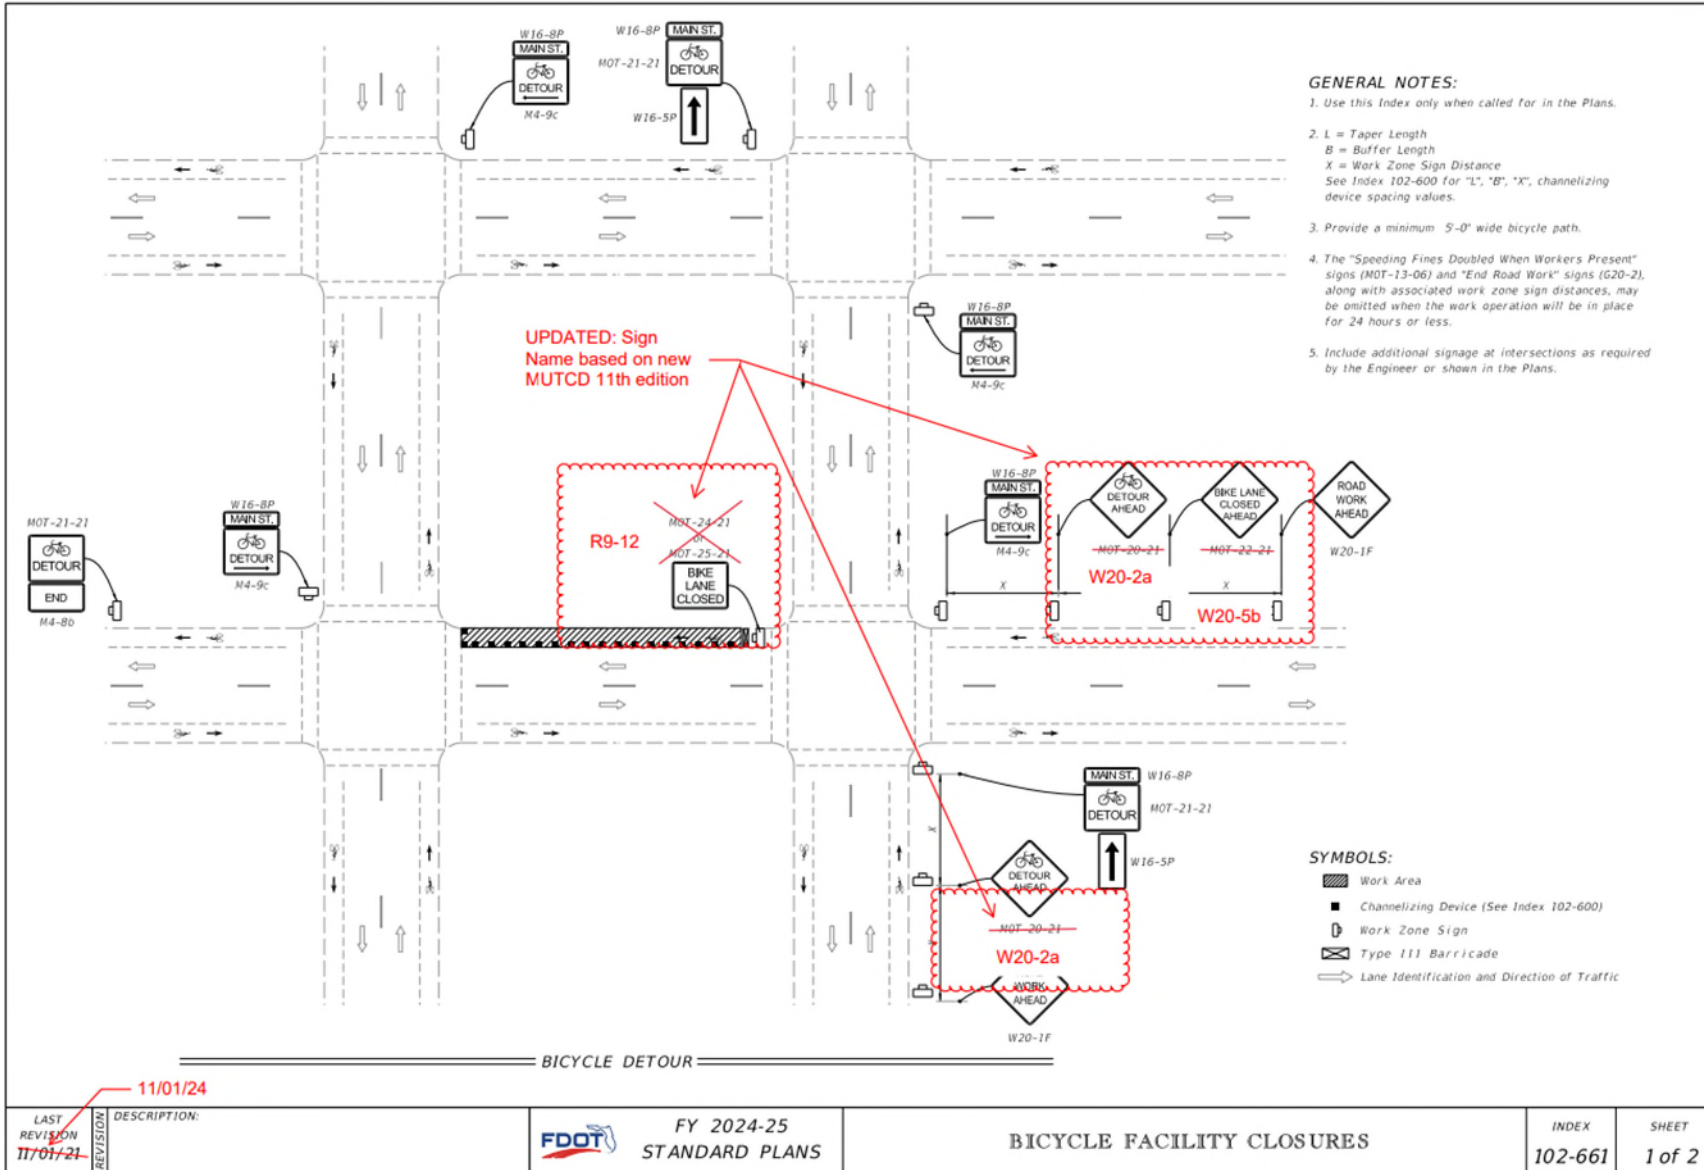 W16-8P
MAIN ST.
DETOUR
M4-9c
W16-8P
MAIN ST.
MOT-21-21
DETOUR
W16-5P
GENERAL NOTES:
1. Use this Index only when called for in the Plans.
2. L = Taper Length
B = Buffer Length
X = Work Zone Sign Distance
See Index 102-600 for "L", "B", "X", channelizing
device spacing values.
3. Provide a minimum 5'-0" wide bicycle path.
4. The "Speeding Fines Doubled When Workers Present"
signs (MOT-13-06) and "End Road Work" signs (G20-2),
along with associated work zone sign distances, may
be omitted when the work operation will be in place
for 24 hours or less.
5. Include additional signage at intersections as required
by the Engineer or shown in the Plans.
W16-8P
MAIN ST.
DETOUR
M4-9c
UPDATED: Sign
Name based on new
MUTCD 11th edition
MOT-21-21
DETOUR
END
M4-8b
W16-8P
MAIN ST.
DETOUR
M4-9c
R9-12
MOT-24-21
or
MOT-25-21
BIKE
LANE
CLOSED
W16-8P
MAIN ST.
DETOUR
M4-9c
DETOUR
AHEAD
MOT-20-21
W20-2a
BIKE LANE
CLOSED
AHEAD
MOT-22-21
W20-5b
ROAD
WORK
AHEAD
W20-1F
X
X
MAIN ST.
W16-8P
DETOUR
MOT-21-21
W16-5P
X
DETOUR
AHEAD
MOT-20-21
W20-2a
WORK
AHEAD
W20-1F
SYMBOLS:
Work Area
Channelizing Device (See Index 102-600)
Work Zone Sign
Type III Barricade
Lane Identification and Direction of Traffic
BICYCLE DETOUR
11/01/24
LAST
REVISION
11/01/21
REVISION
DESCRIPTION:
FDOT
FY 2024-25
STANDARD PLANS
BICYCLE FACILITY CLOSURES
INDEX
102-661
SHEET
1 of 2